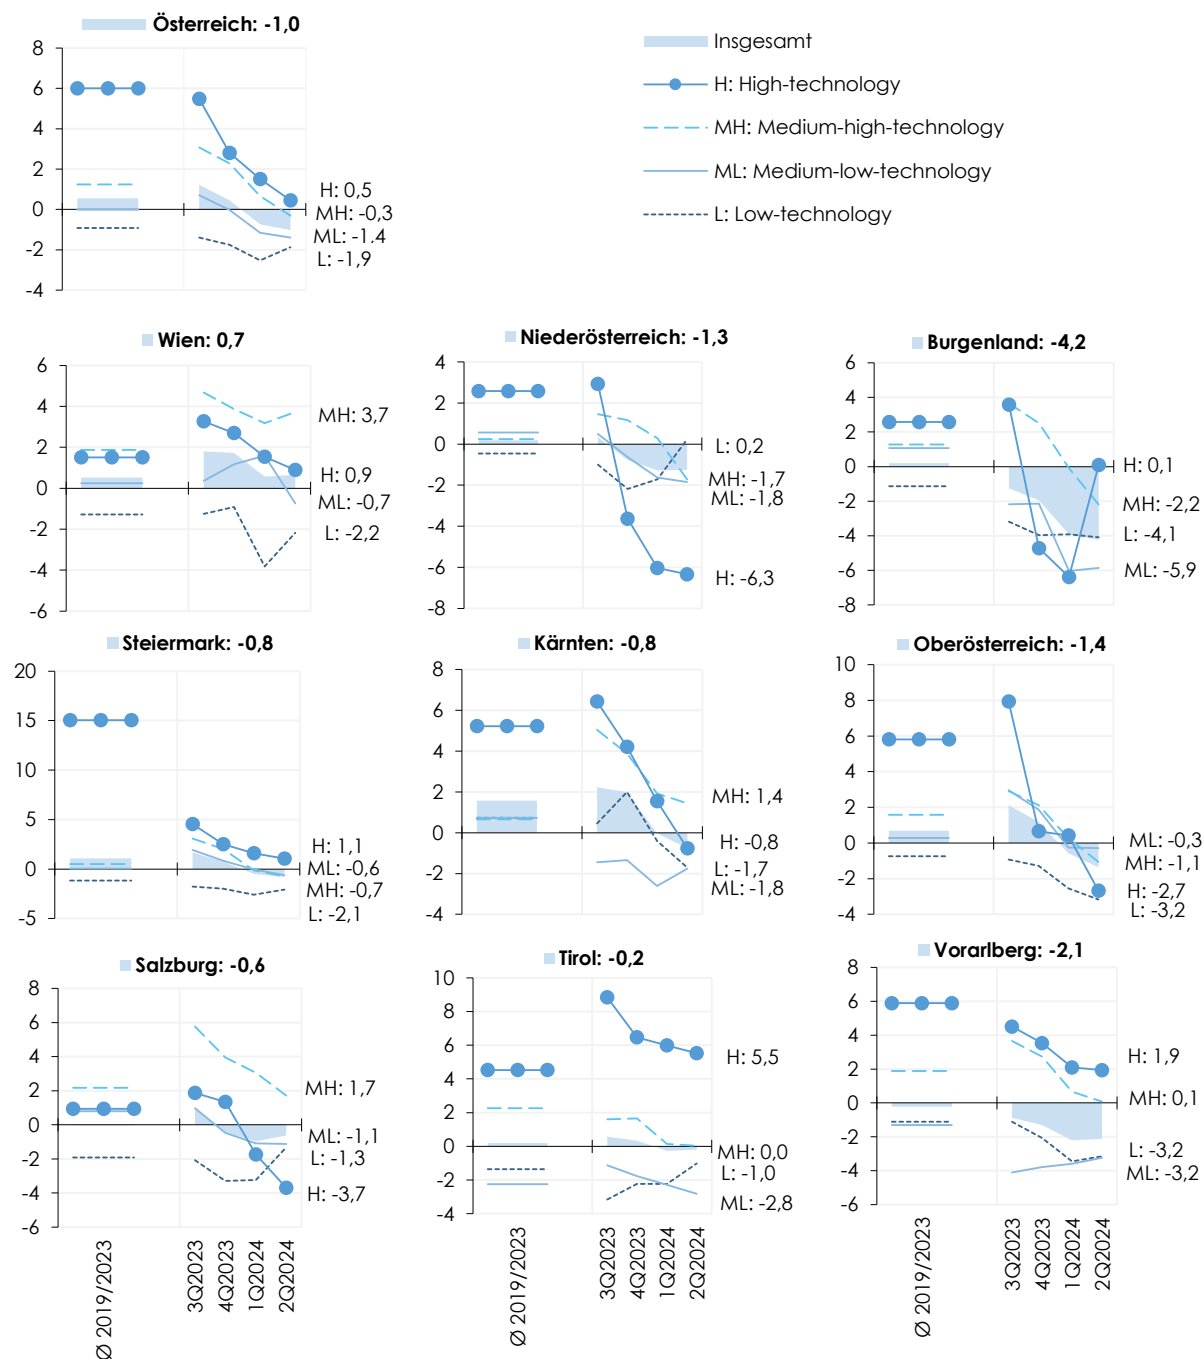 Österreich: -1,0
8
6
4
2
0
-2
-4
H: 0,5
MH: -0,3
ML: -1,4
L: -1,9
Insgesamt
H: High-technology
MH: Medium-high-technology
ML: Medium-low-technology
L: Low-technology
Wien: 0,7
6
4
2
0
-2
-4
-6
MH: 3,7
H: 0,9
ML: -0,7
L: -2,2
Niederösterreich: -1,3
4
2
0
-2
-4
-6
-8
L: 0,2
MH: -1,7
ML: -1,8
H: -6,3
Burgenland: -4,2
6
4
2
0
-2
-4
-6
-8
H: 0,1
MH: -2,2
L: -4,1
ML: -5,9
Steiermark: -0,8
20
15
10
5
0
-5
H: 1,1
ML: -0,6
MH: -0,7
L: -2,1
Kärnten: -0,8
8
6
4
2
0
-2
-4
MH: 1,4
H: -0,8
L: -1,7
ML: -1,8
Oberösterreich: -1,4
10
8
6
4
2
0
-2
-4
ML: -0,3
MH: -1,1
H: -2,7
L: -3,2
Salzburg: -0,6
8
6
4
2
0
-2
-4
-6
MH: 1,7
ML: -1,1
L: -1,3
H: -3,7
Ø 2019/2023
3Q2023
4Q2023
1Q2024
2Q2024
Tirol: -0,2
10
8
6
4
2
0
-2
-4
H: 5,5
MH: 0,0
L: -1,0
ML: -2,8
Ø 2019/2023
3Q2023
4Q2023
1Q2024
2Q2024
Vorarlberg: -2,1
8
6
4
2
0
-2
-4
-6
H: 1,9
MH: 0,1
L: -3,2
ML: -3,2
Ø 2019/2023
3Q2023
4Q2023
1Q2024
2Q2024